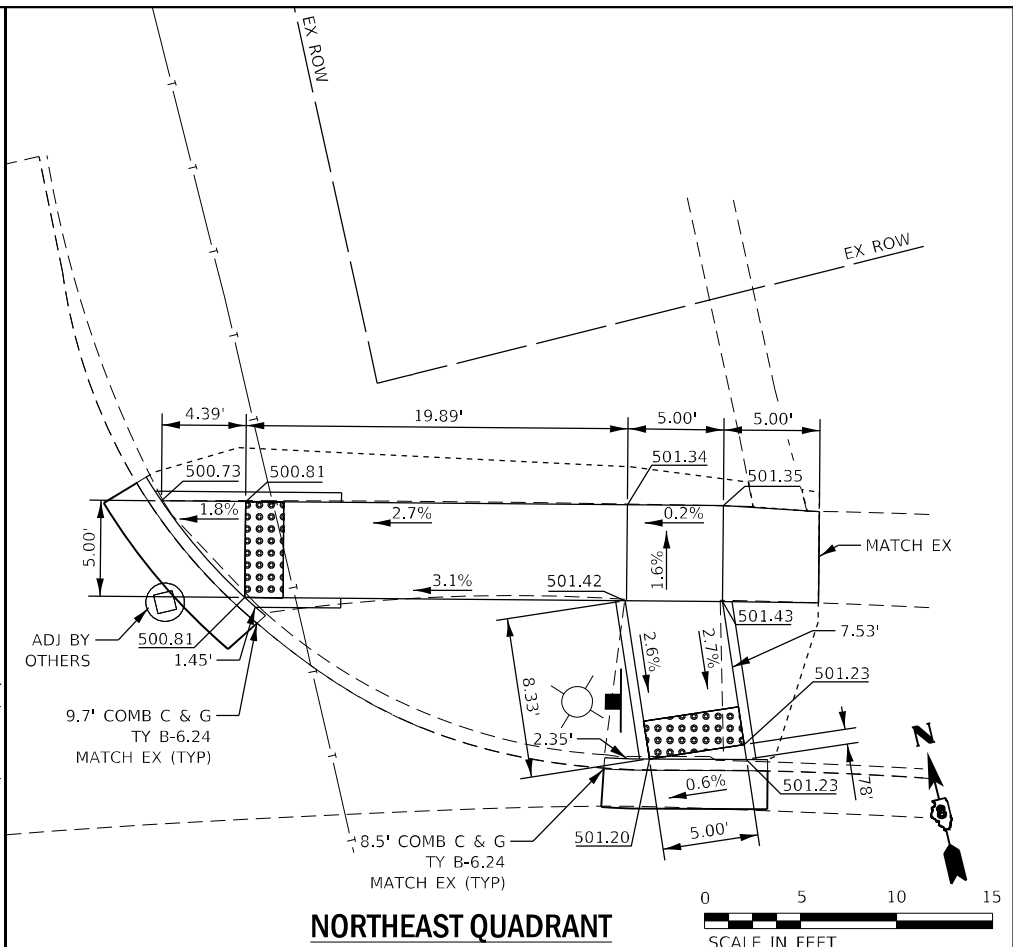 EX ROW
EX ROW
T
T
T
T
T
T
4.39'
19.89'
5.00'
5.00'
500.73
500.81
501.34
501.35
1.8%
2.7%
0.2%
5.00'
1.6%
MATCH EX
3.1%
501.42
501.43
ADJ BY
OTHERS
500.81
1.45'
7.53'
2.6%
2.7%
8.33'
501.23
9.7' COMB C & G
TY B-6.24
MATCH EX (TYP)
2.35'
.78'
N
0.6%
501.23
8.5' COMB C & G
TY B-6.24
MATCH EX (TYP)
501.20
5.00'
NORTHEAST QUADRANT
0 5 10 15
SCALE IN FEET